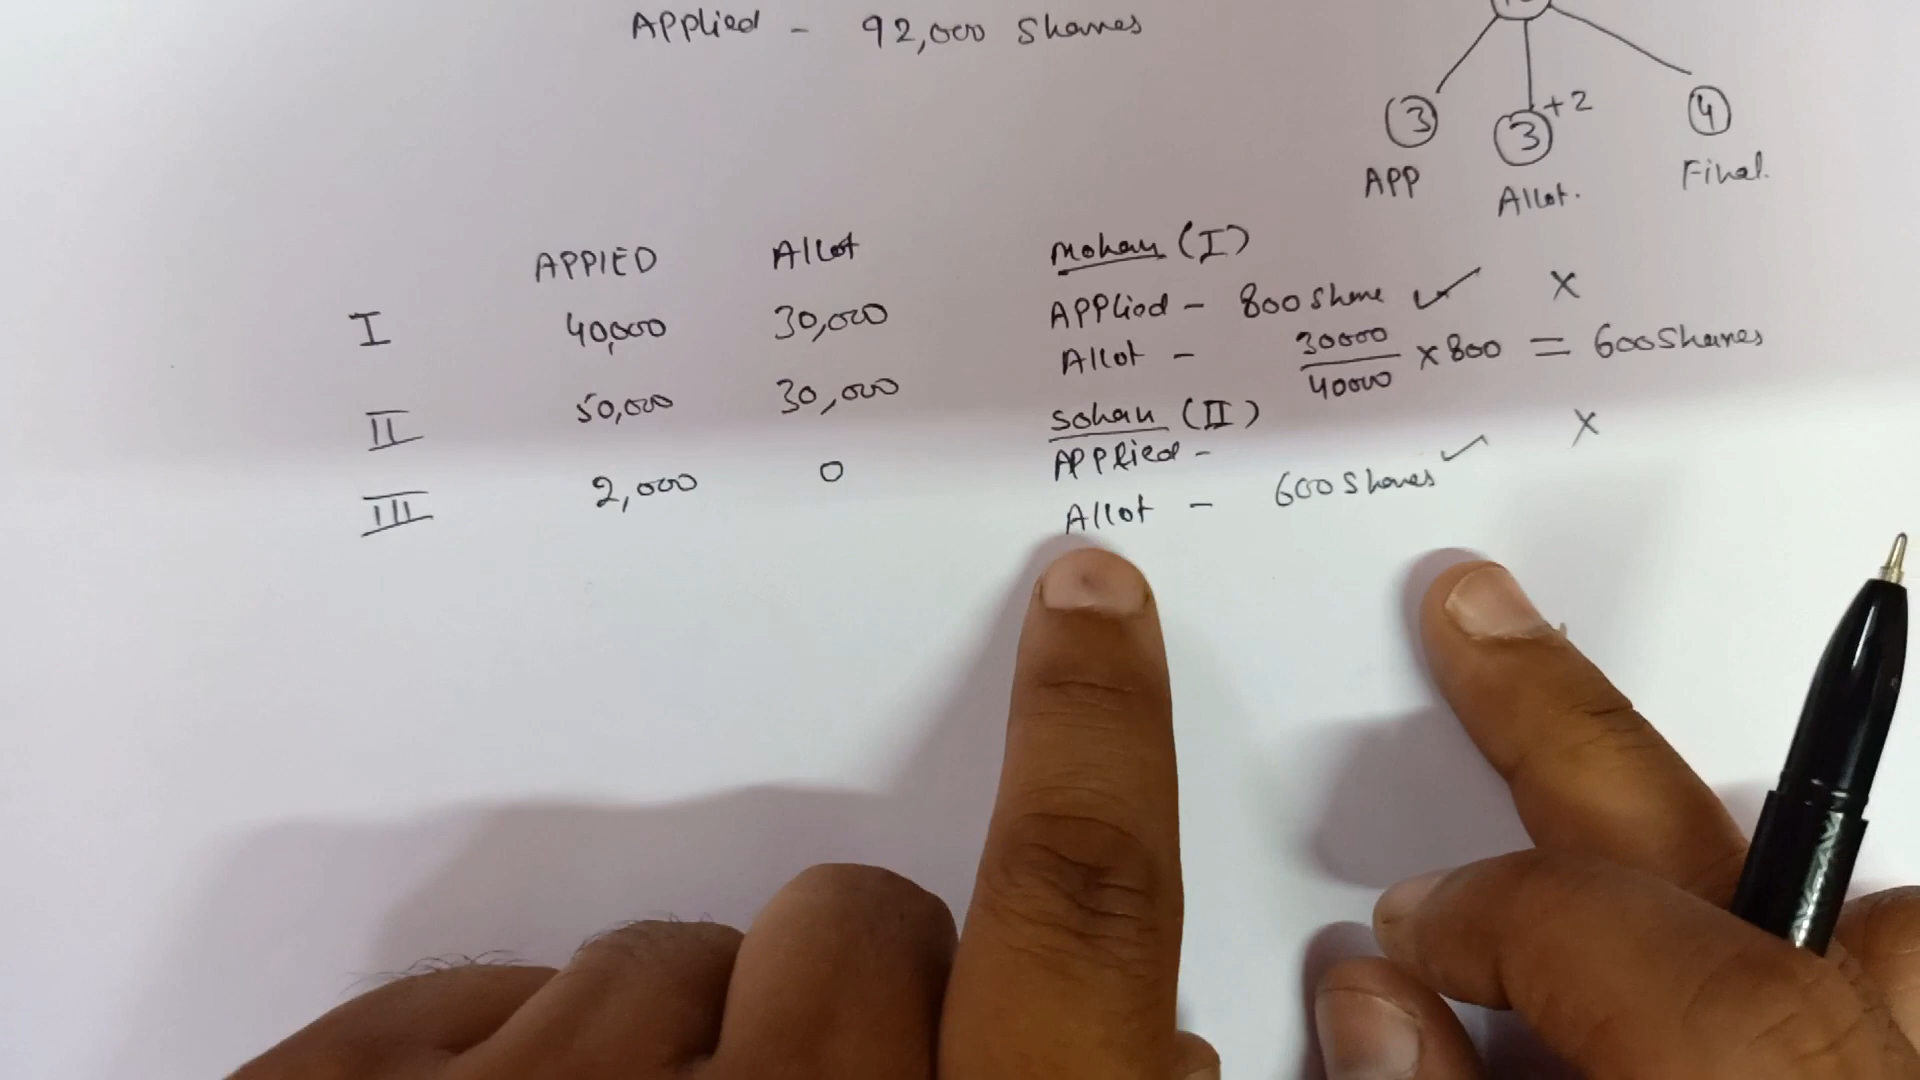 Applied - 92,000 Shares
3 3 +2 4
APP Allot. Final.
APPIED Allot
I 40,000 30,000
II 50,000 30,000
III 2,000 0
Mohan (I)
Applied - 800 Share ✓ X
Allot - 30000/40000 x 800 = 600 Shares
Sohan (II)
Applied - X
Allot - 600 Shares ✓